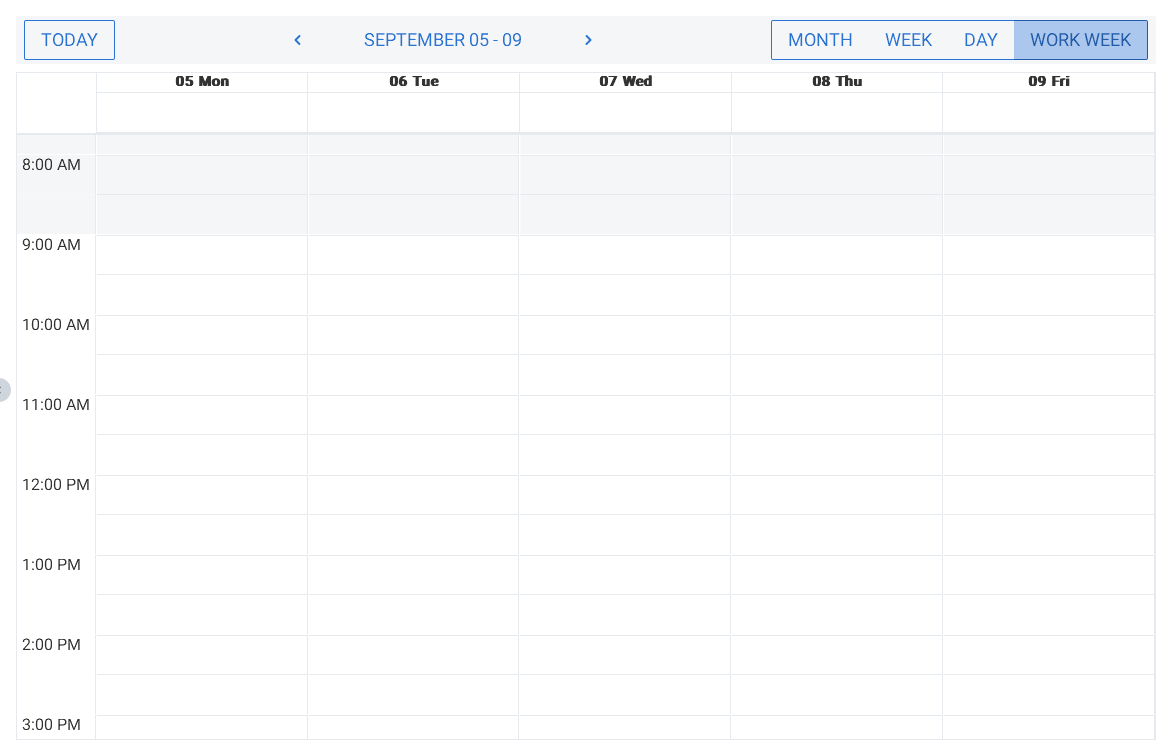 TODAY
SEPTEMBER 05 - 09
MONTH WEEK DAY WORK WEEK
05 Mon 06 Tue 07 Wed 08 Thu 09 Fri
8:00 AM
9:00 AM
10:00 AM
11:00 AM
12:00 PM
1:00 PM
2:00 PM
3:00 PM